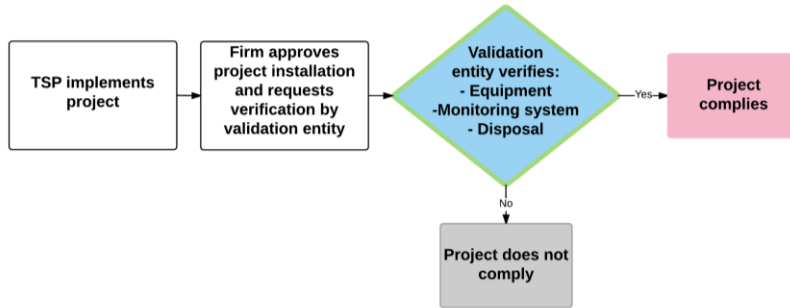 TSP implements
project
Firm approves
project installation
and requests
verification by
validation entity
Validation
entity verifies:
- Equipment
-Monitoring system
- Disposal
Yes
Project
complies
No
Project does not
comply